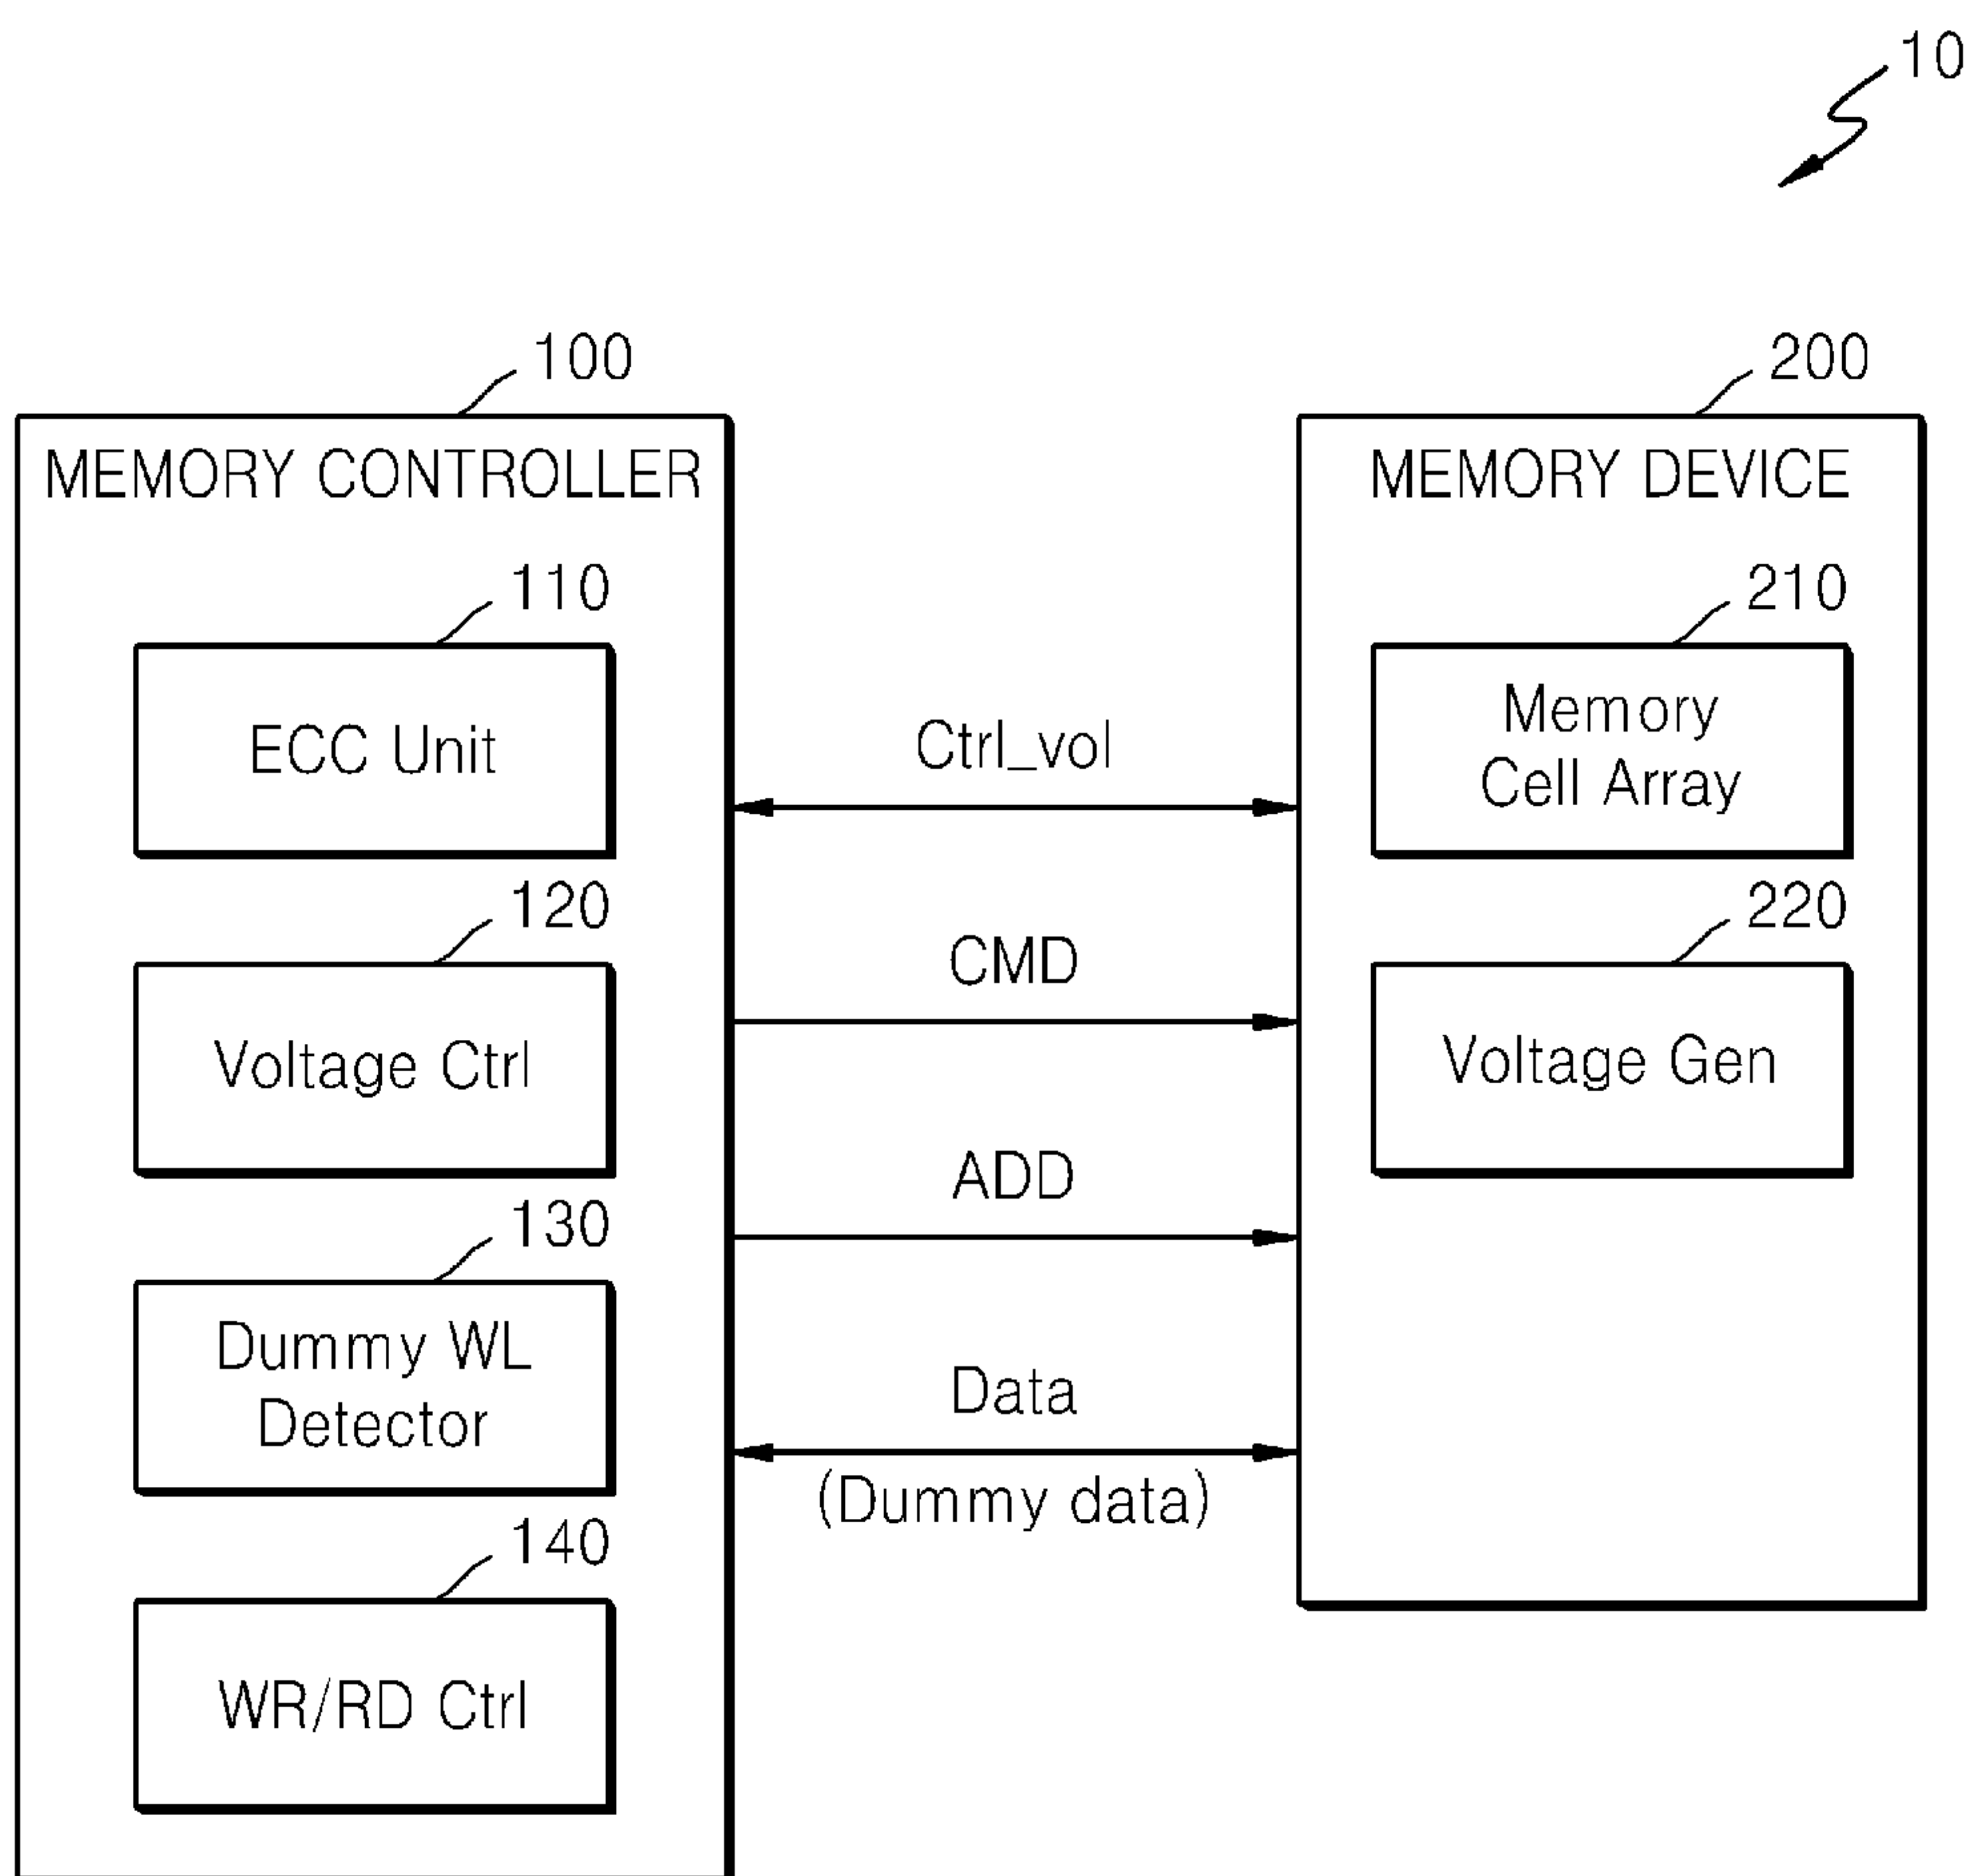 10
100
MEMORY CONTROLLER
110
ECC Unit
120
Voltage Ctrl
130
Dummy WL
Detector
140
WR/RD Ctrl
Ctrl_vol
CMD
ADD
Data
(Dummy data)
200
MEMORY DEVICE
210
Memory
Cell Array
220
Voltage Gen